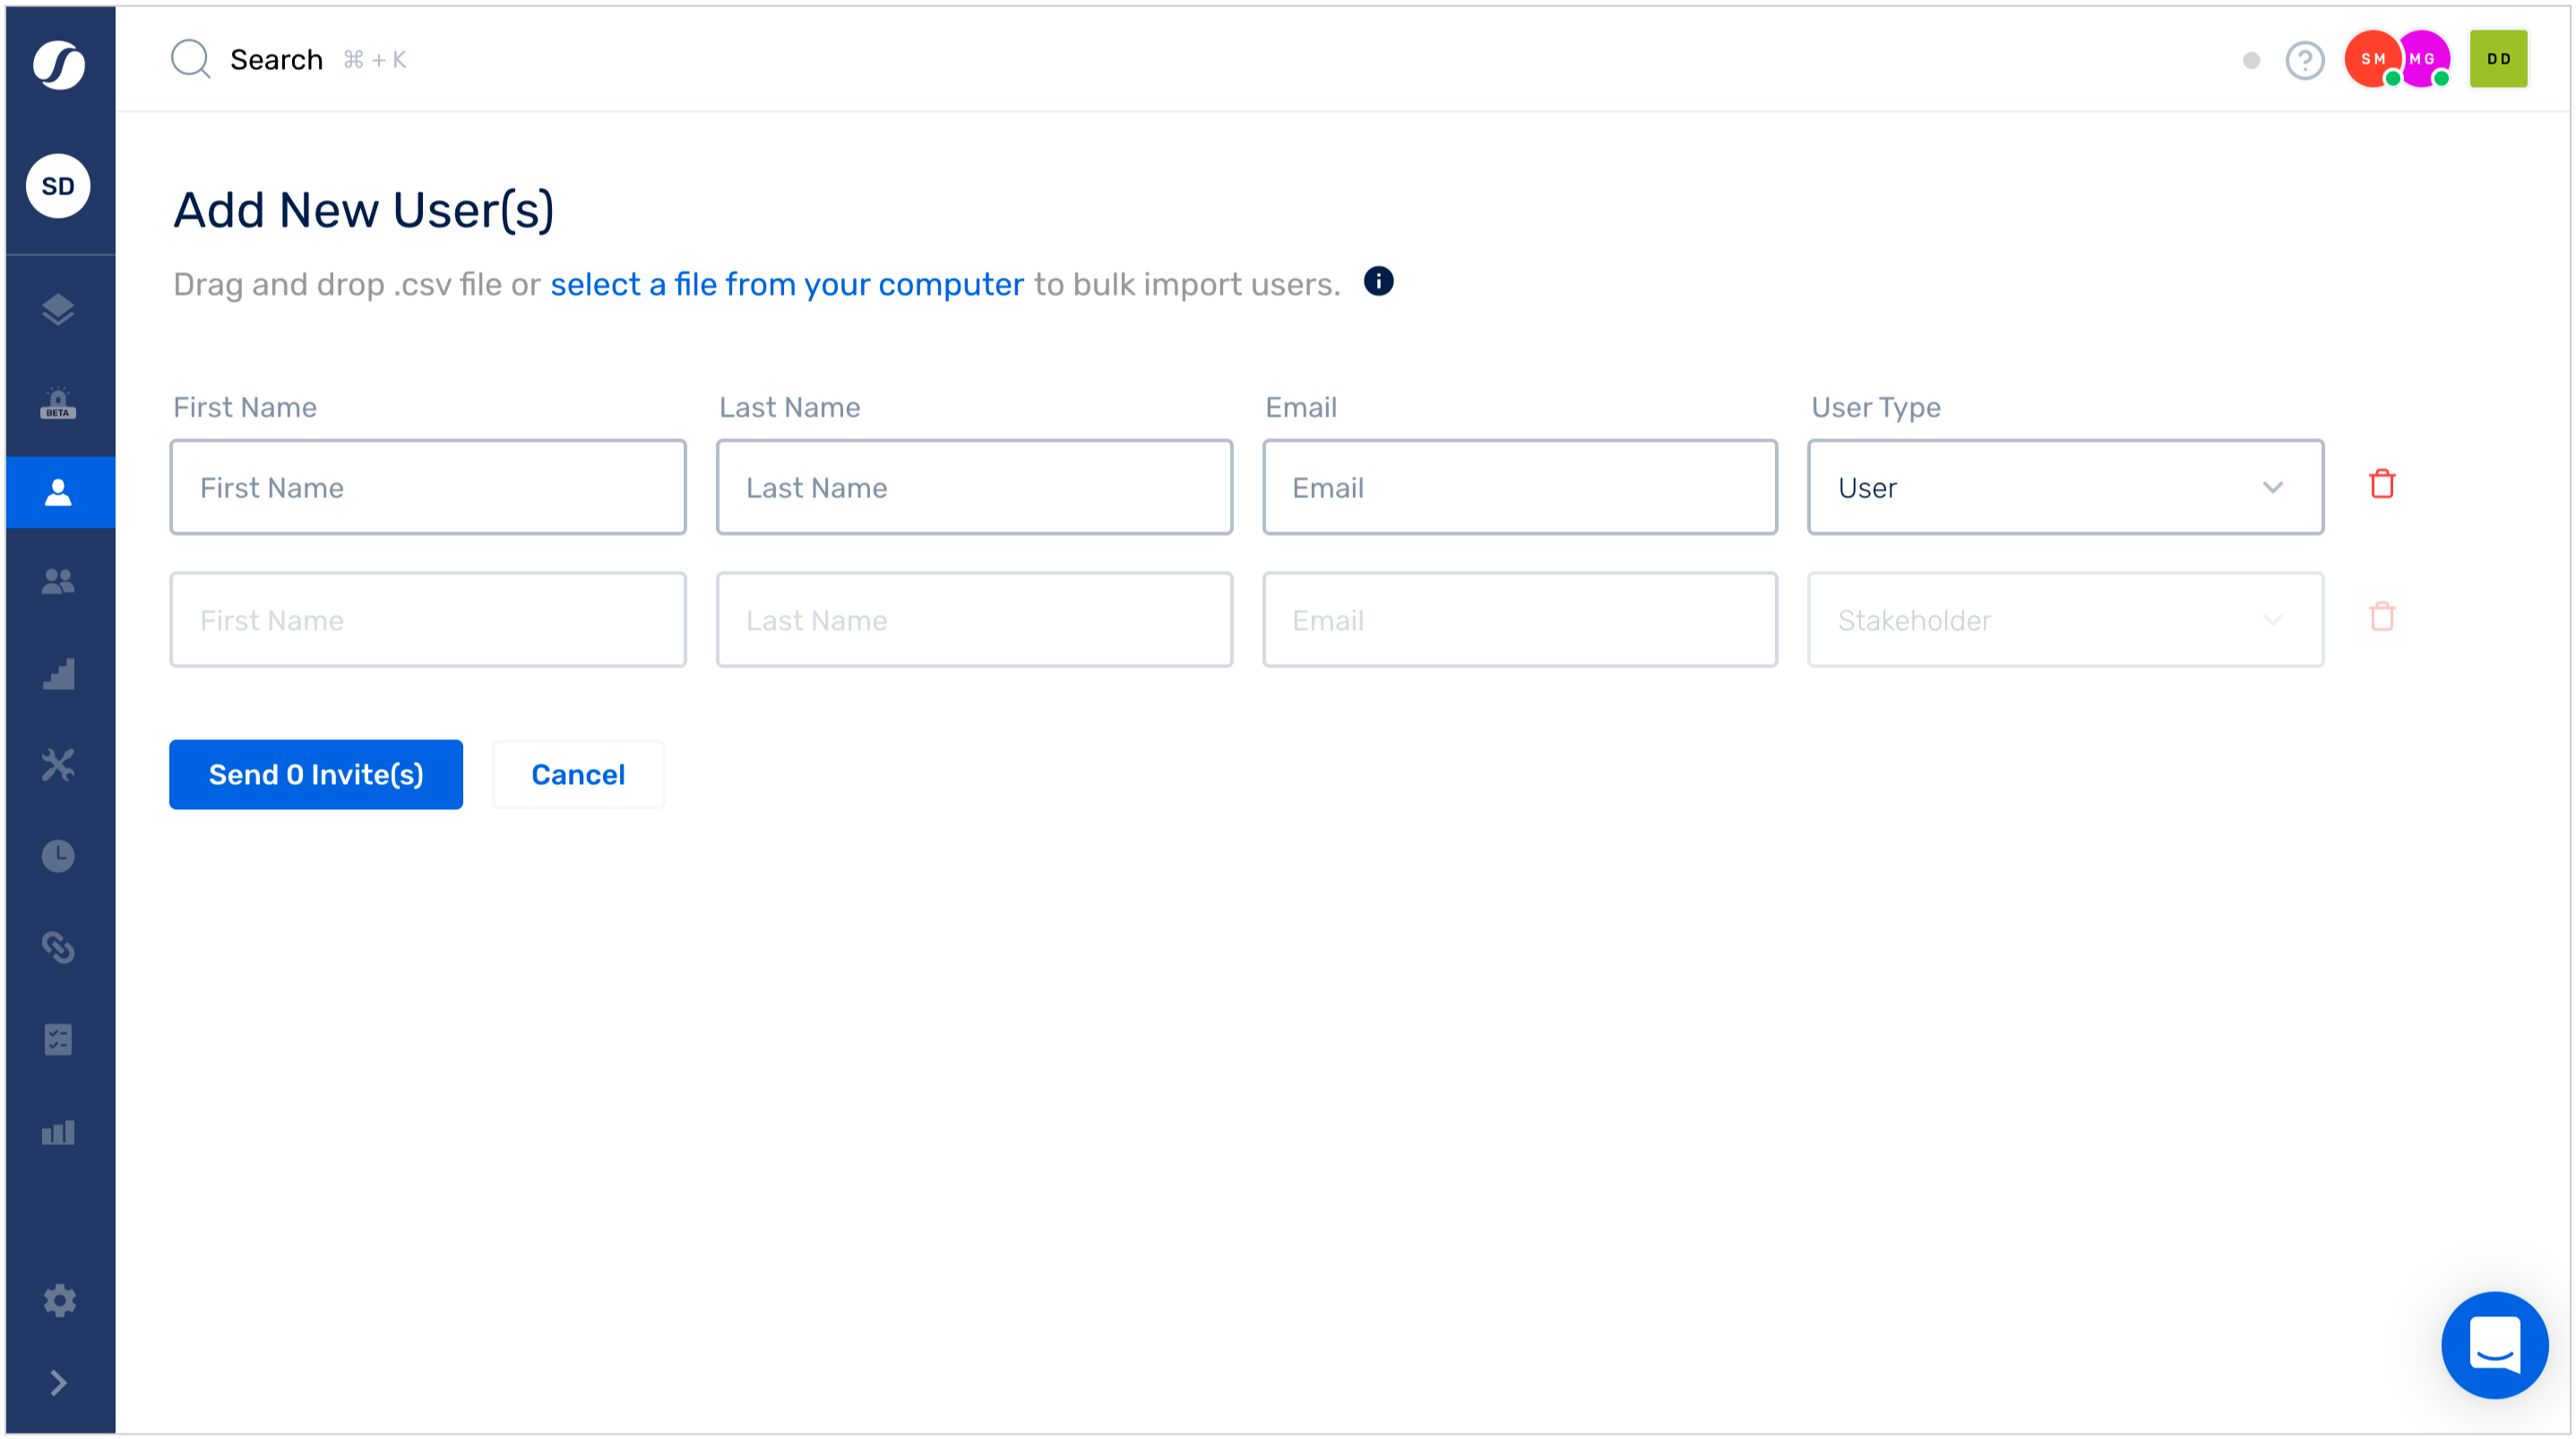 Search ⌘ + K
SM MG DD
SD
Add New User(s)
Drag and drop .csv file or select a file from your computer to bulk import users.
BETA
First Name Last Name Email User Type
First Name Last Name Email User
First Name Last Name Email Stakeholder
Send 0 Invite(s) Cancel